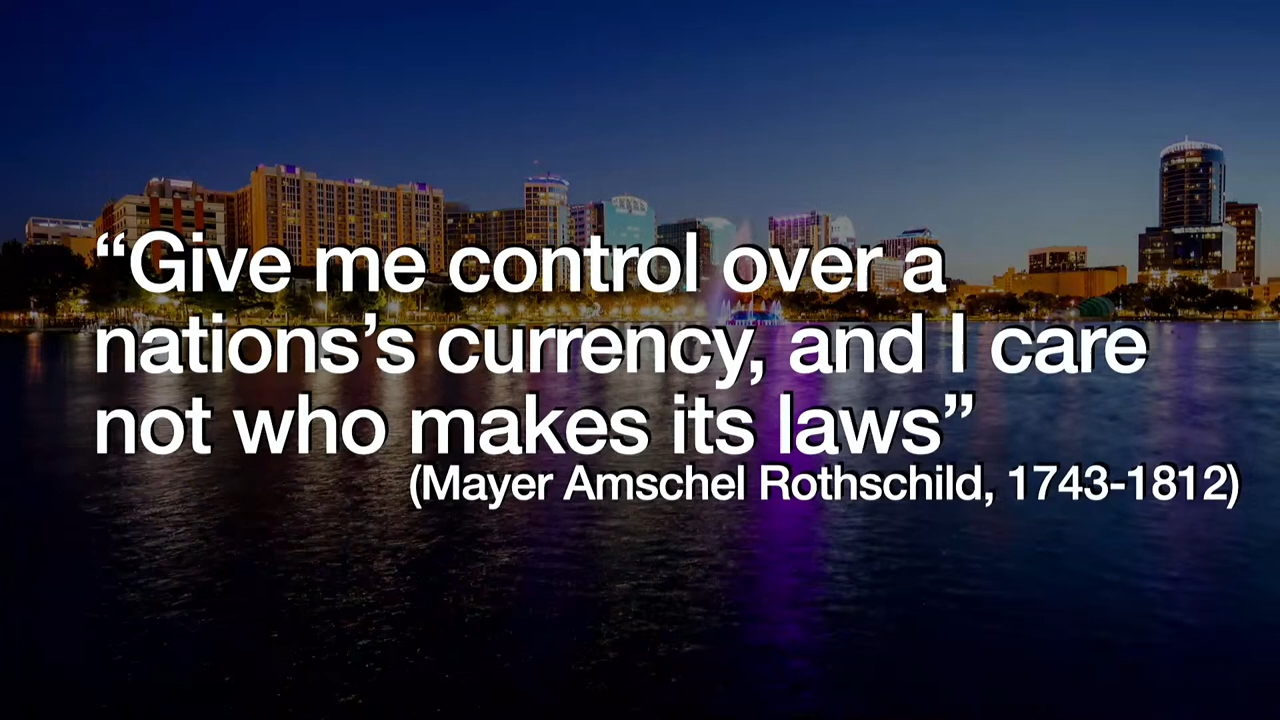 “Give me control over a
nations’s currency, and I care
not who makes its laws”
(Mayer Amschel Rothschild, 1743-1812)